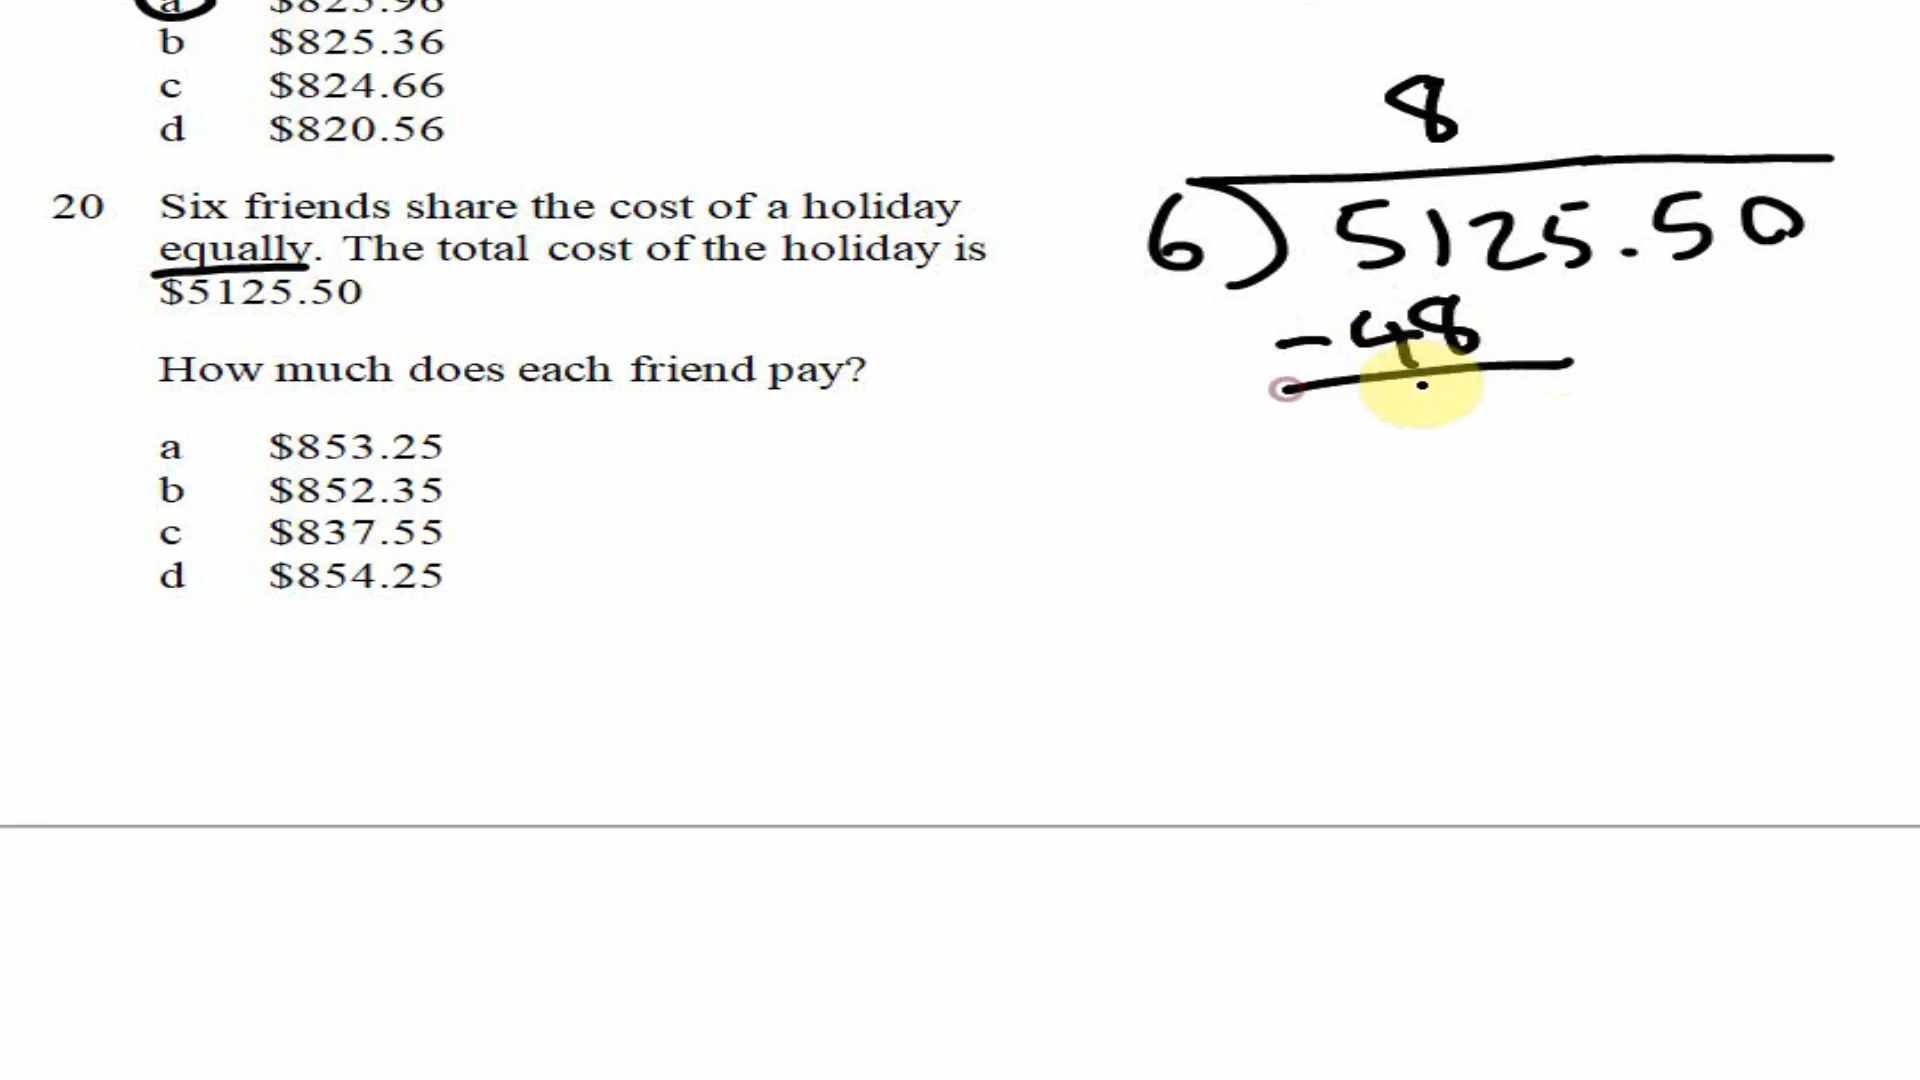 a $825.96
b $825.36
c $824.66
d $820.56
20 Six friends share the cost of a holiday
equally. The total cost of the holiday is
$5125.50
How much does each friend pay?
a $853.25
b $852.35
c $837.55
d $854.25
8
6) 5125.50
-48